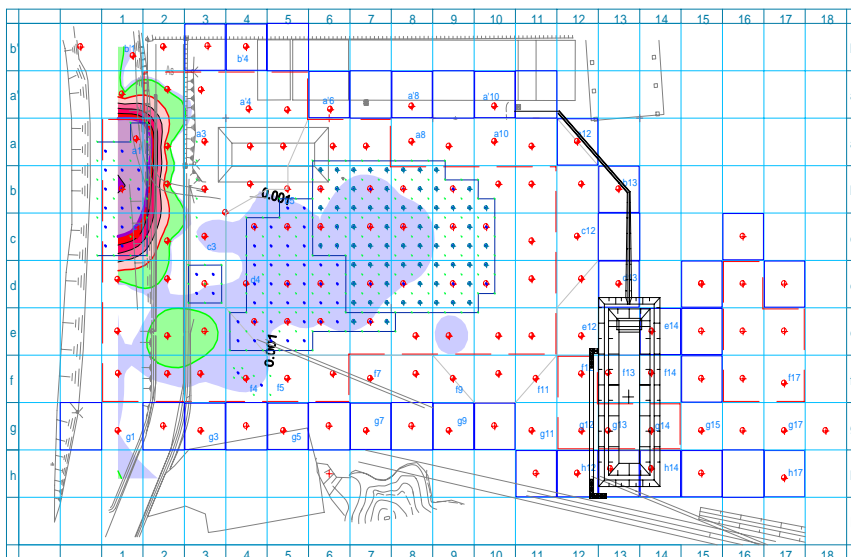 1 2 3 4 5 6 7 8 9 10 11 12 13 14 15 16 17 18
b' b'1 b'4
a' a'4 a'6 a'8 a'10
a a1 a3 a8 a10 a12
b 0.001 b13
c c3 c12
d d4 d13
e 0.001 e12 e14
f f4 f5 f7 f9 f11 f13 f14 f17
g g1 g3 g5 g7 g9 g11 g12 g13 g14 g15 g17
h h12 h14 h17
1 2 3 4 5 6 7 8 9 10 11 12 13 14 15 16 17 18